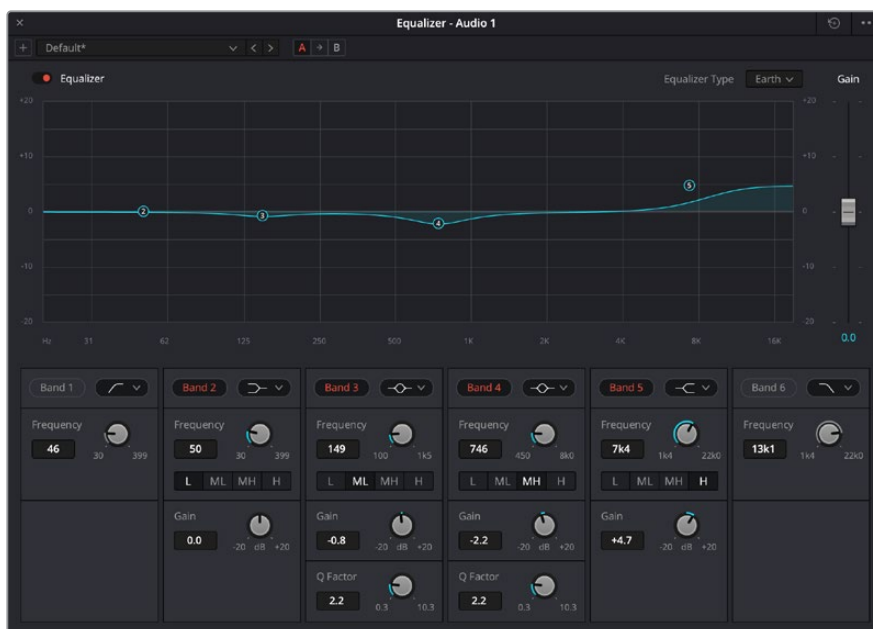 × Equalizer - Audio 1
+ Default* < > A → B
Equalizer Equalizer Type Earth Gain
+20 +20
+10 +10
2 3 4 5
0 0
-10 -10
-20 -20
Hz 31 62 125 250 500 1K 2K 4K 8K 16K 0.0
Band 1 Band 2 Band 3 Band 4 Band 5 Band 6
Frequency Frequency Frequency Frequency Frequency Frequency
46 50 149 746 7k4 13k1
30 399 30 399 100 1k5 450 8k0 1k4 22k0 1k4 22k0
L ML MH H L ML MH H L ML MH H L ML MH H
Gain Gain Gain Gain
0.0 -0.8 -2.2 +4.7
-20 dB +20 -20 dB +20 -20 dB +20 -20 dB +20
Q Factor Q Factor
2.2 2.2
0.3 10.3 0.3 10.3